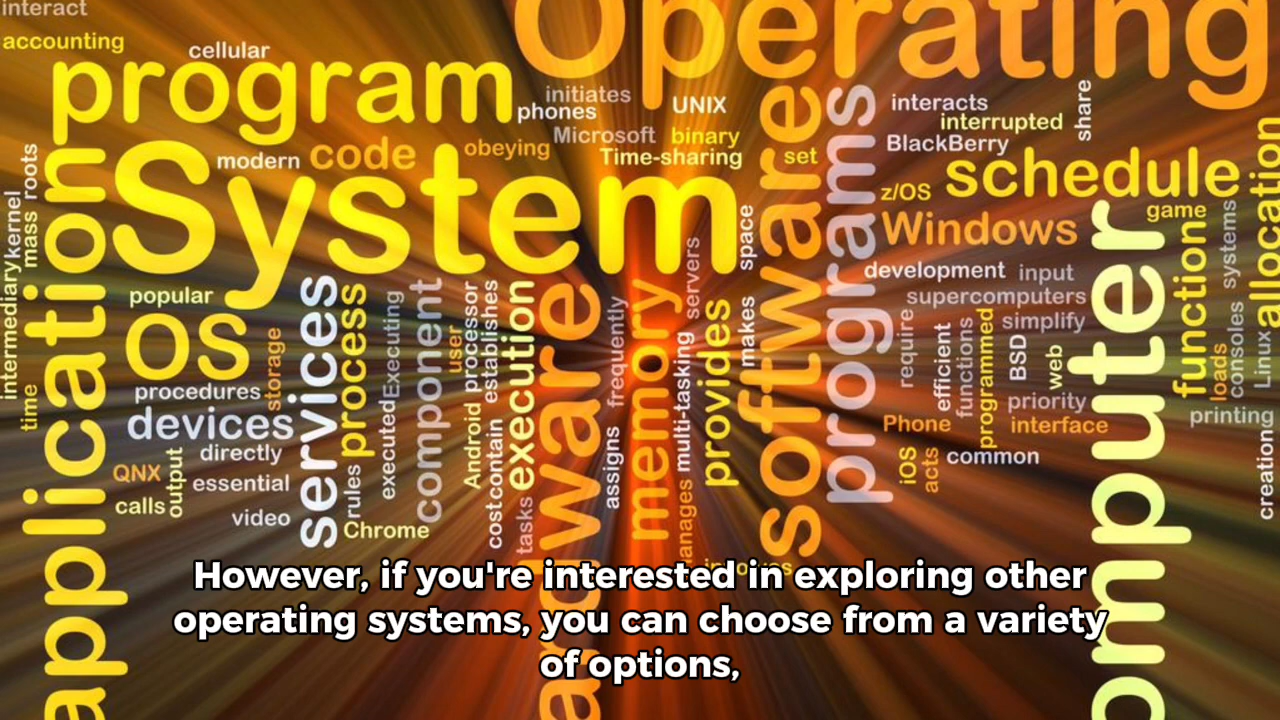 interact
Operating
accounting
cellular
program
initiates
phones
UNIX
interacts
share
interrupted
Microsoft
binary
BlackBerry
obeying
Time-sharing
set
modern
code
System
schedule
z/OS
Windows
game
application
roots
mass
kernel
intermediary
time
software
programs
space
servers
development
input
supercomputers
simplify
computer
function
systems
allocation
popular
OS
services
process
Executing
component
user
processor
Android
establishes
execution
hardware
frequently
memory
multi-tasking
provides
makes
require
efficient
functions
programmed
BSD
web
loads
consoles
Linux
procedures
storage
devices
directly
priority
Phone
interface
printing
QNX
output
essential
calls
video
rules
executed
Chrome
cost
contain
tasks
assigns
manages
involves
iOS
acts
common
creation
However, if you're interested in exploring other
operating systems, you can choose from a variety
of options,